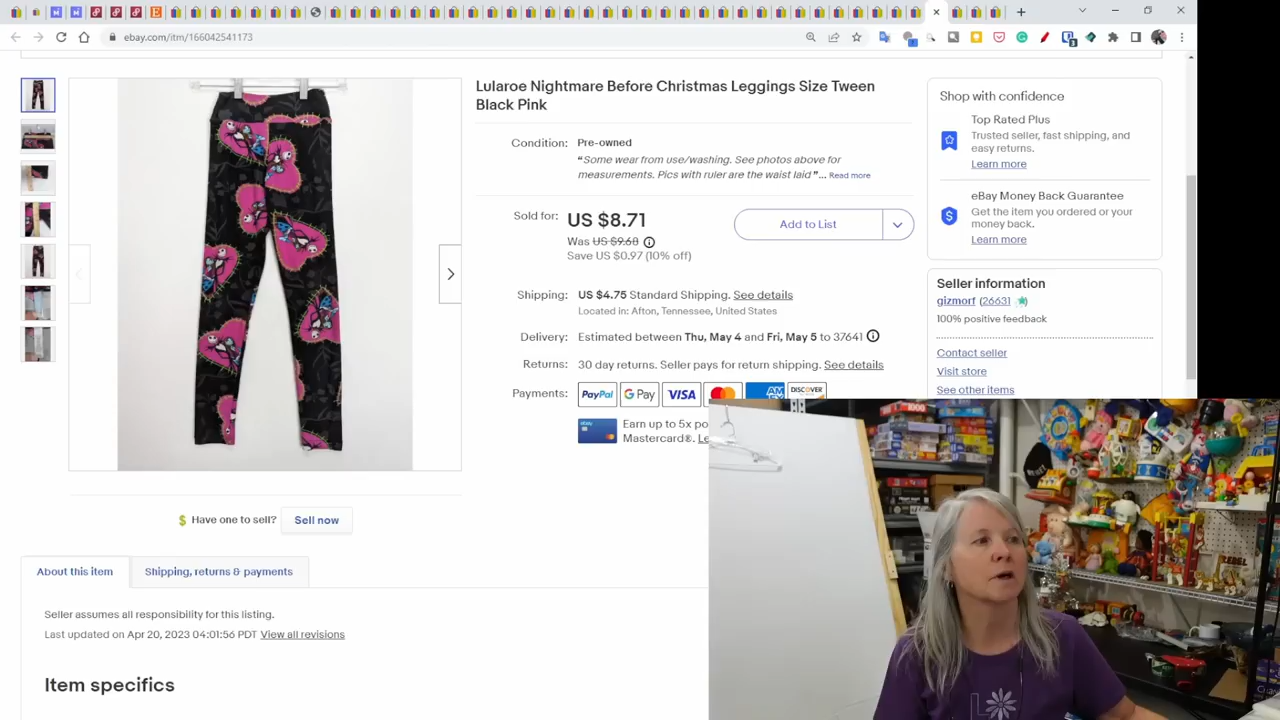 ebay.com/itm/166042541173
Lularoe Nightmare Before Christmas Leggings Size Tween
Black Pink
Condition: Pre-owned
“Some wear from use/washing. See photos above for
measurements. Pics with ruler are the waist laid ”... Read more
Sold for: US $8.71
Was US $9.68
Save US $0.97 (10% off)
Add to List
Shipping: US $4.75 Standard Shipping. See details
Located in: Afton, Tennessee, United States
Delivery: Estimated between Thu, May 4 and Fri, May 5 to 37641
Returns: 30 day returns. Seller pays for return shipping. See details
Payments: PayPal G Pay VISA AM EX DISCOVER
ebay Earn up to 5x po
Mastercard®. Le
Shop with confidence
Top Rated Plus
Trusted seller, fast shipping, and
easy returns.
Learn more
eBay Money Back Guarantee
Get the item you ordered or your
money back.
Learn more
Seller information
gizmorf (26631)
100% positive feedback
Contact seller
Visit store
See other items
$ Have one to sell? Sell now
About this item
Shipping, returns & payments
Seller assumes all responsibility for this listing.
Last updated on Apr 20, 2023 04:01:56 PDT View all revisions
Item specifics